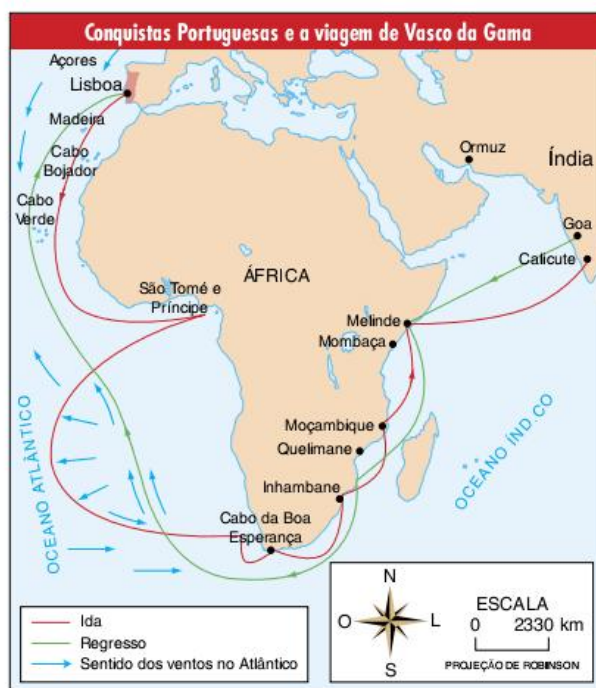 Conquistas Portuguesas e a viagem de Vasco da Gama
Açores
Lisboa
Madeira
Cabo
Bojador
Cabo
Verde
Ormuz
Índia
Goa
Calicute
ÁFRICA
São Tomé e
Príncipe
Melinde
Mombaça
Moçambique
Quelimane
Inhambane
Cabo da Boa
Esperança
OCEANO ATLÂNTICO
OCEANO ÍND.CO
Ida
Regresso
Sentido dos ventos no Atlântico
N
O
L
S
ESCALA
0 2330 km
PROJEÇÃO DE ROBINSON